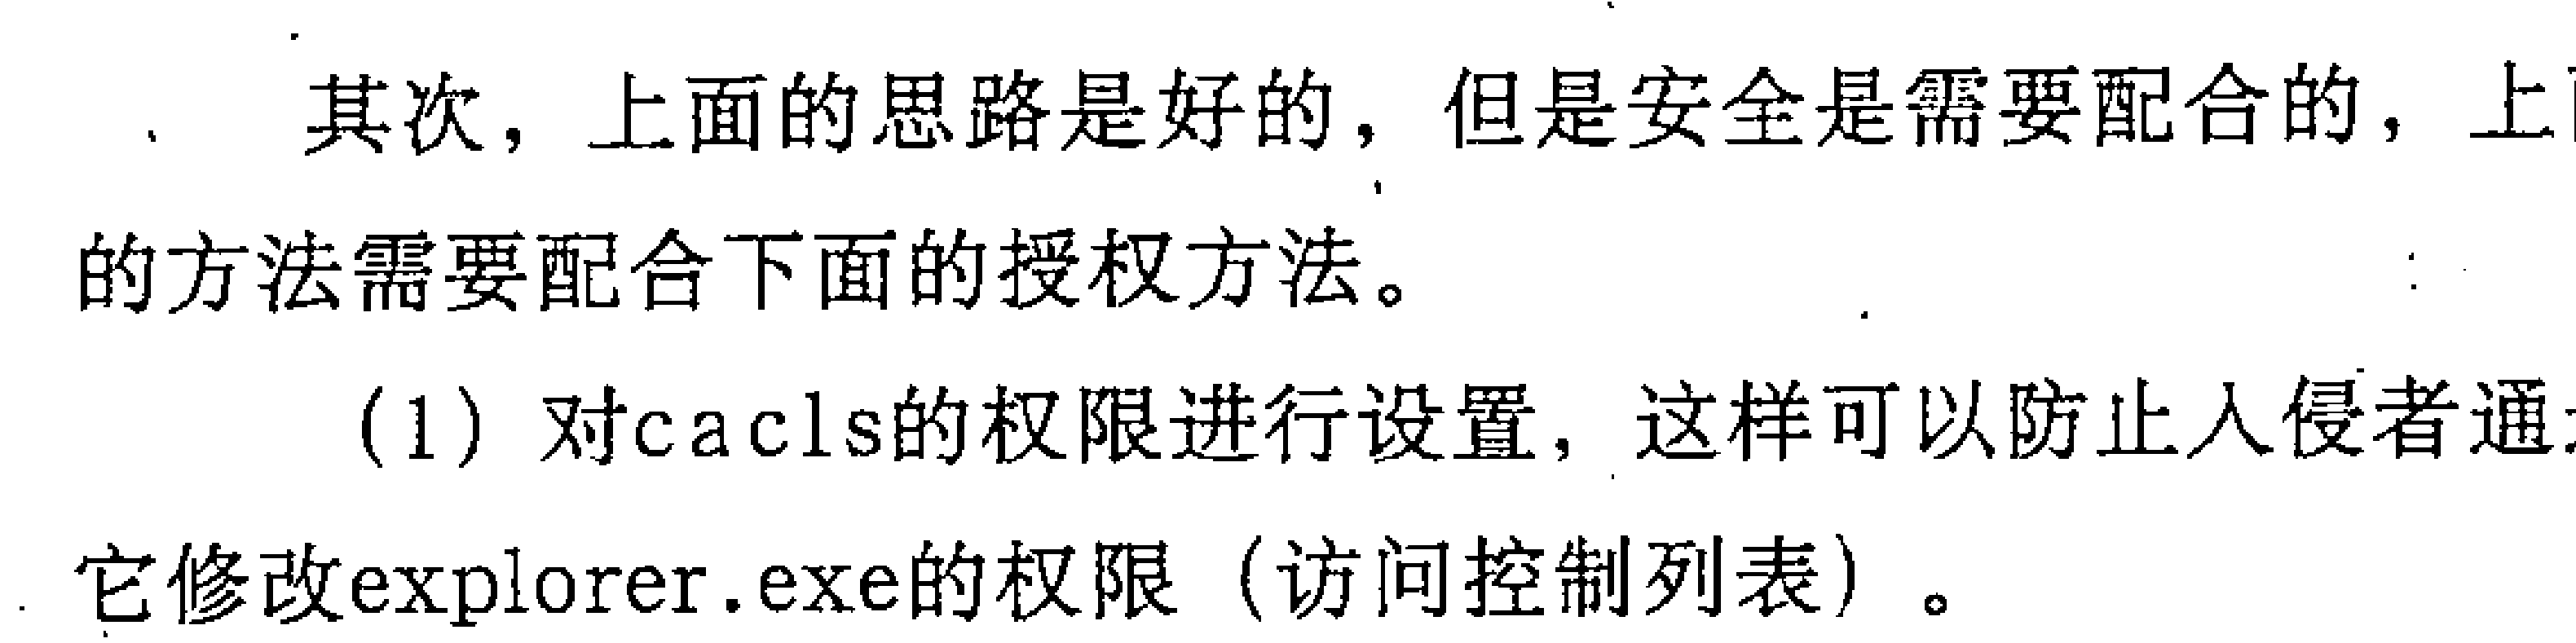 其次，上面的思路是好的，但是安全是需要配合的，上
的方法需要配合下面的授权方法。
（1）对cacls的权限进行设置，这样可以防止入侵者通
它修改explorer.exe的权限（访问控制列表）。